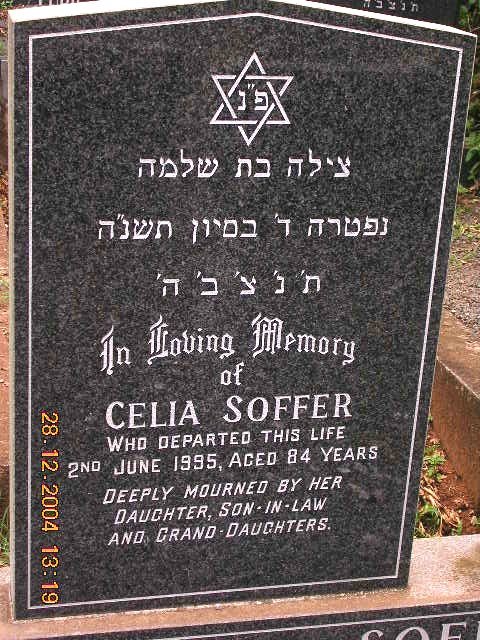 ת נ צ ב ה
פ"נ
צילה בת שלמה
נפטרה ד' בסיון תשנ"ה
ת' נ' צ' ב' ה'
In Loving Memory
of
CELIA SOFFER
WHO DEPARTED THIS LIFE
2ND JUNE 1995, AGED 84 YEARS
DEEPLY MOURNED BY HER
DAUGHTER, SON-IN-LAW
AND GRAND-DAUGHTERS.
28.12.2004 13:19